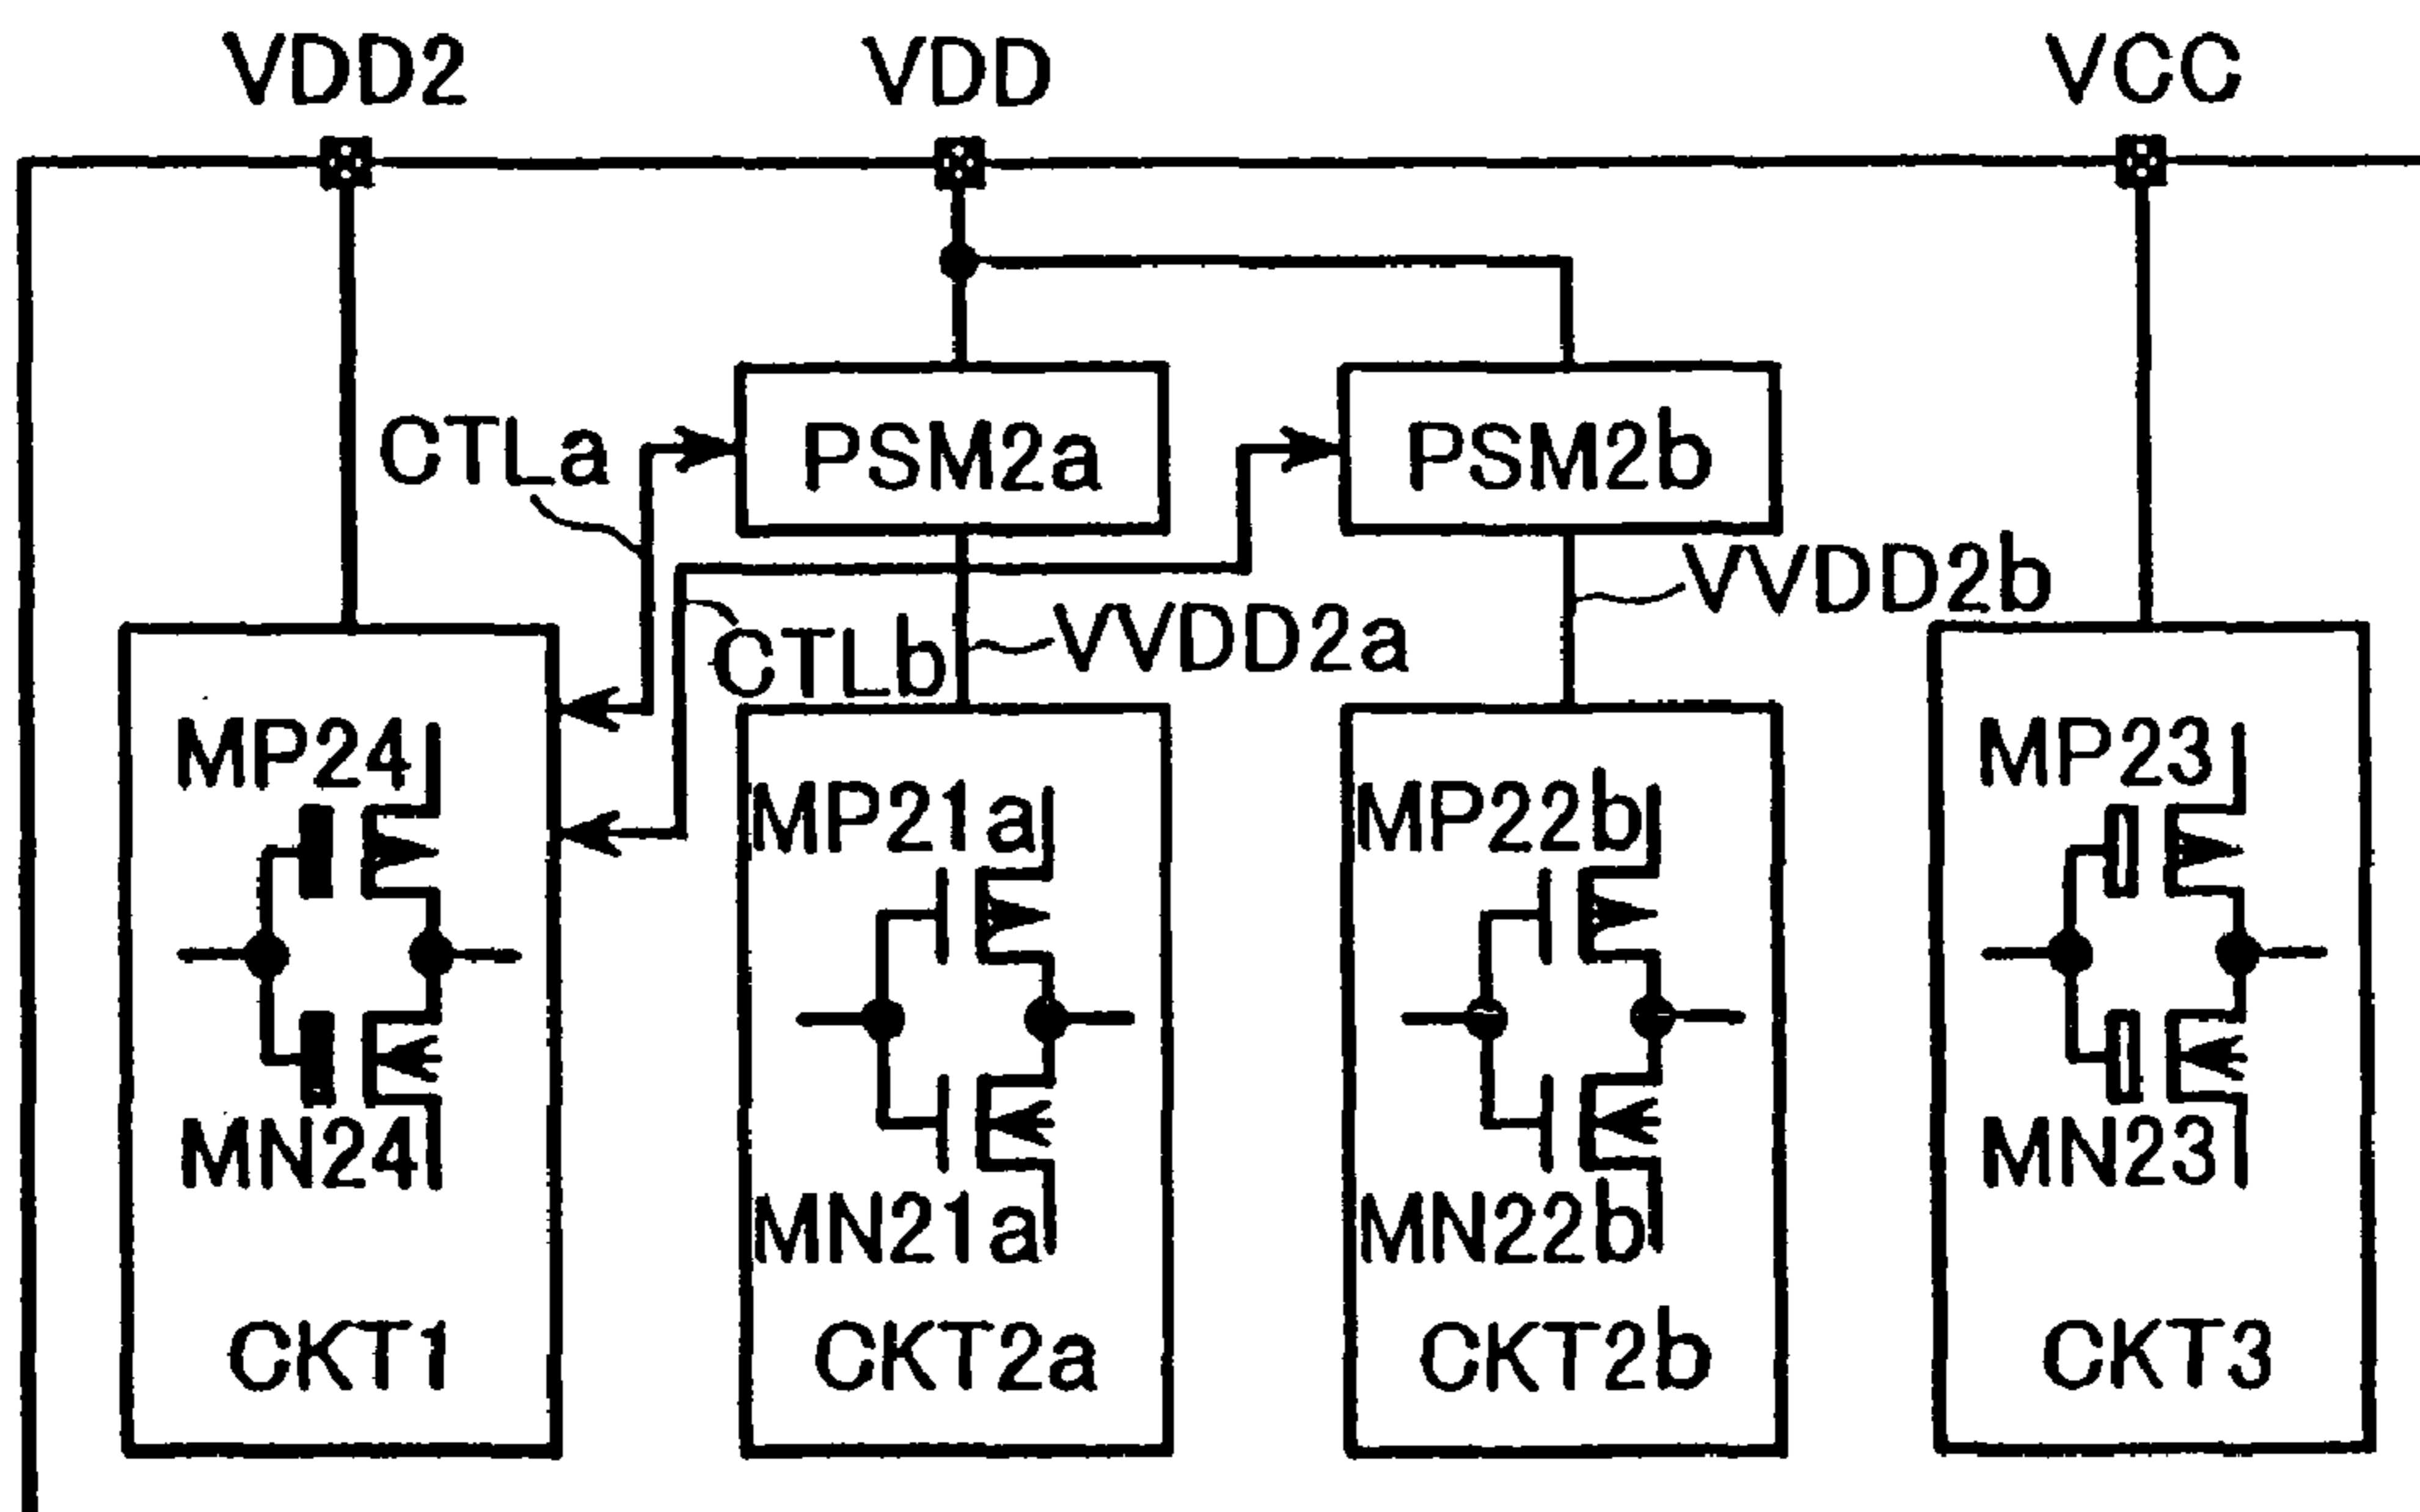 VDD2
VDD
VCC
CTLa
PSM2a
PSM2b
VVDD2b
CTLb
VVDD2a
MP24
MP21a
MP22b
MP23
MN24
MN21a
MN22b
MN23
CKT1
CKT2a
CKT2b
CKT3